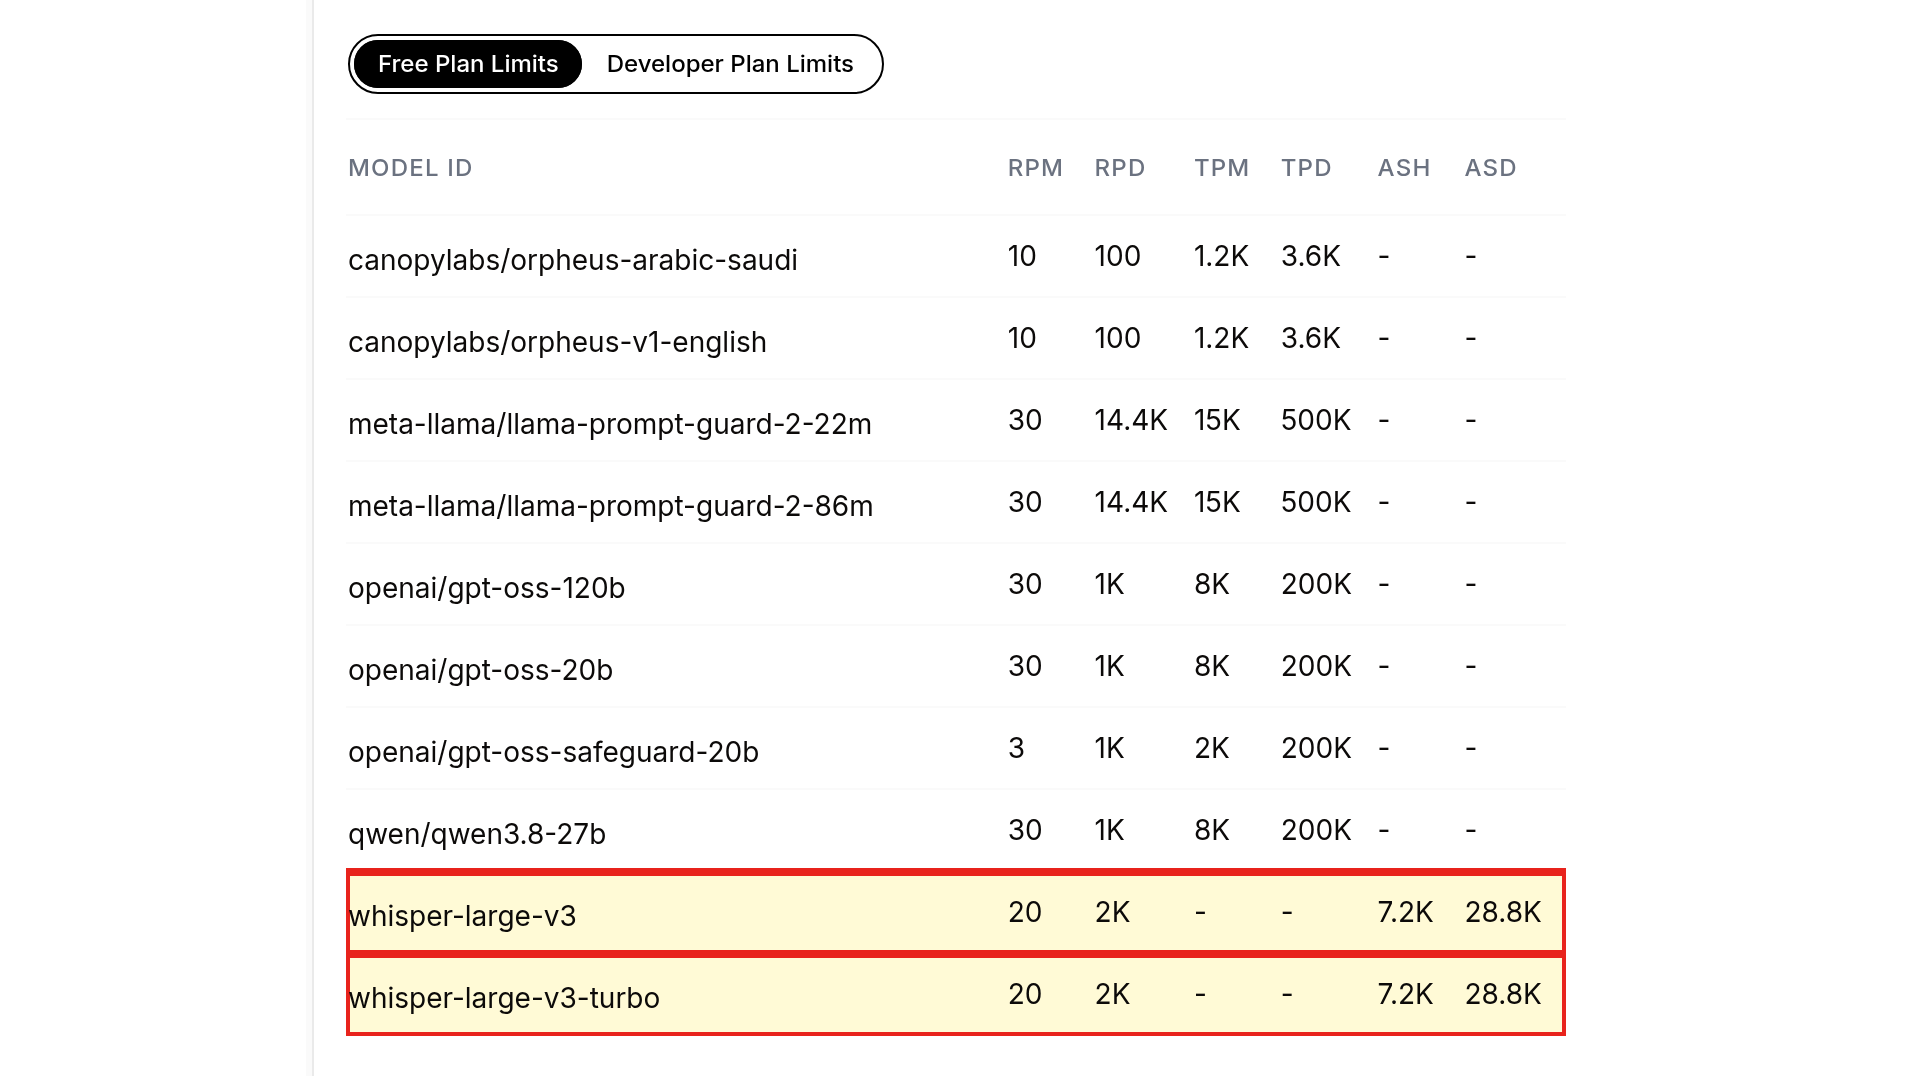 Free Plan Limits Developer Plan Limits
MODEL ID RPM RPD TPM TPD ASH ASD
canopylabs/orpheus-arabic-saudi 10 100 1.2K 3.6K - -
canopylabs/orpheus-v1-english 10 100 1.2K 3.6K - -
meta-llama/llama-prompt-guard-2-22m 30 14.4K 15K 500K - -
meta-llama/llama-prompt-guard-2-86m 30 14.4K 15K 500K - -
openai/gpt-oss-120b 30 1K 8K 200K - -
openai/gpt-oss-20b 30 1K 8K 200K - -
openai/gpt-oss-safeguard-20b 3 1K 2K 200K - -
qwen/qwen3.8-27b 30 1K 8K 200K - -
whisper-large-v3 20 2K - - 7.2K 28.8K
whisper-large-v3-turbo 20 2K - - 7.2K 28.8K